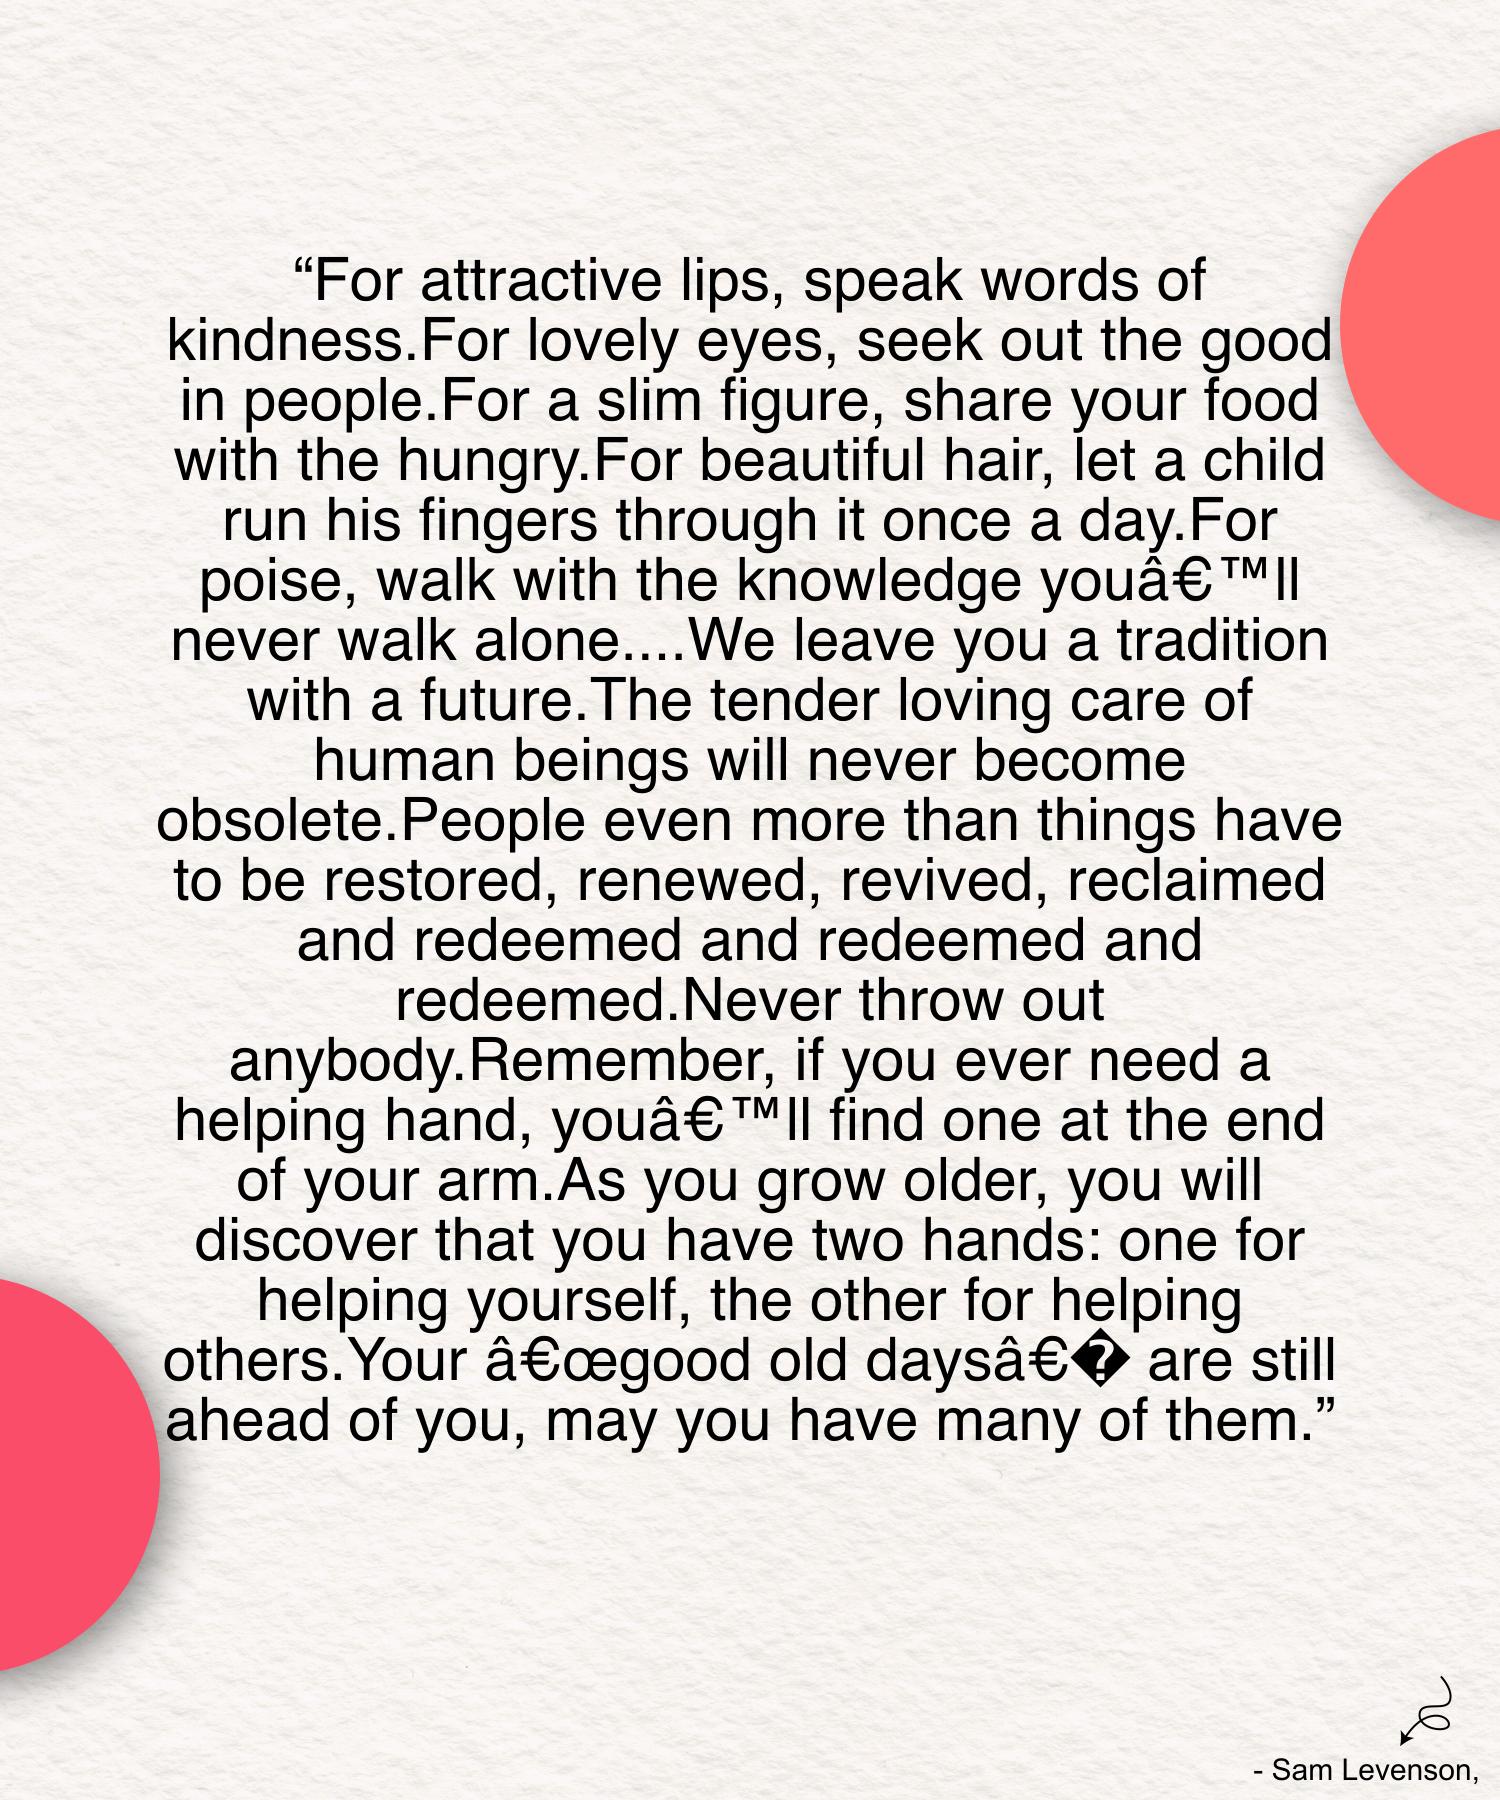 “For attractive lips, speak words of
kindness.For lovely eyes, seek out the good
in people.For a slim figure, share your food
with the hungry.For beautiful hair, let a child
run his fingers through it once a day.For
poise, walk with the knowledge youâ€™ll
never walk alone....We leave you a tradition
with a future.The tender loving care of
human beings will never become
obsolete.People even more than things have
to be restored, renewed, revived, reclaimed
and redeemed and redeemed and
redeemed.Never throw out
anybody.Remember, if you ever need a
helping hand, youâ€™ll find one at the end
of your arm.As you grow older, you will
discover that you have two hands: one for
helping yourself, the other for helping
others.Your â€œgood old daysâ€� are still
ahead of you, may you have many of them.”
- Sam Levenson,